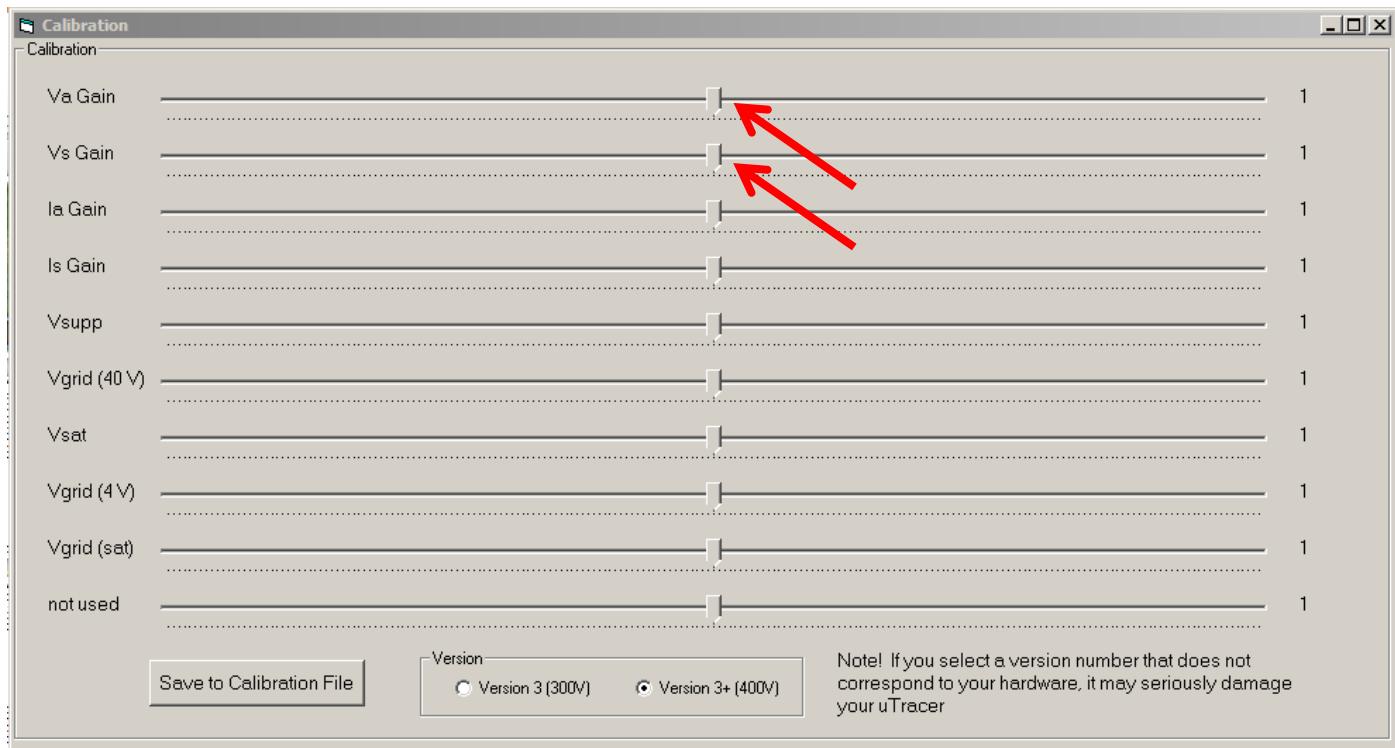 Calibration
Calibration
Va Gain 1
Vs Gain 1
Ia Gain 1
Is Gain 1
Vsupp 1
Vgrid (40 V) 1
Vsat 1
Vgrid (4 V) 1
Vgrid (sat) 1
not used 1
Save to Calibration File
Version
Version 3 (300V) Version 3+ (400V)
Note! If you select a version number that does not
correspond to your hardware, it may seriously damage
your uTracer